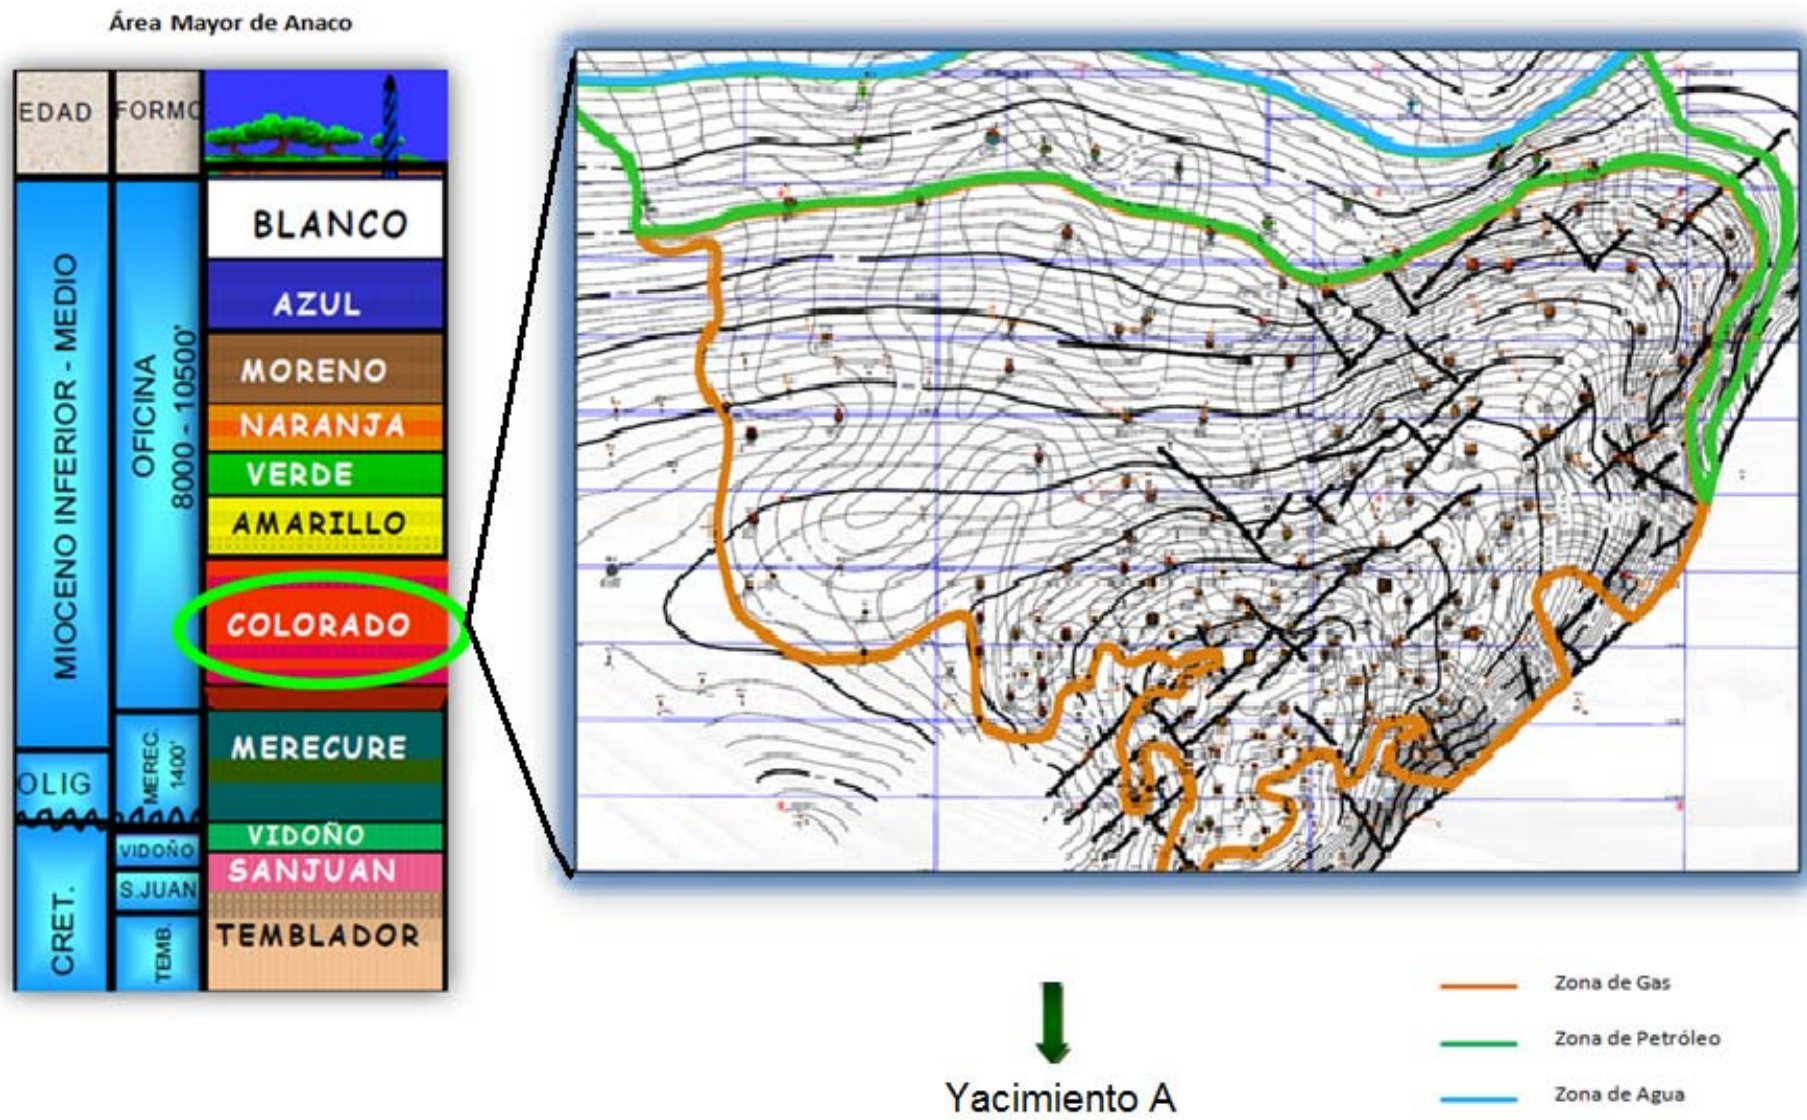 Área Mayor de Anaco
EDAD
FORMC
BLANCO
AZUL
MORENO
NARANJA
VERDE
AMARILLO
COLORADO
MERECURE
VIDOÑO
SANJUAN
TEMBLADOR
MIOCENO INFERIOR - MEDIO
OLIG
CRET.
OFICINA
8000 - 10500'
MEREC.
1400'
VIDOÑO
S.JUAN
TEMB.
Yacimiento A
Zona de Gas
Zona de Petróleo
Zona de Agua